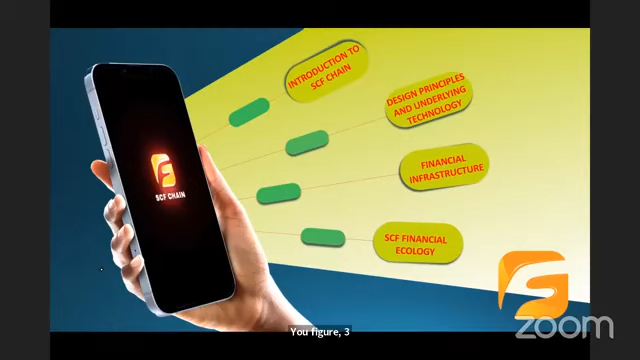 INTRODUCTION TO
SCF CHAIN
DESIGN PRINCIPLES
AND UNDERLYING
TECHNOLOGY
FINANCIAL
INFRASTRUCTURE
SCF FINANCIAL
ECOLOGY
SCF CHAIN
zoom
You figure, 3